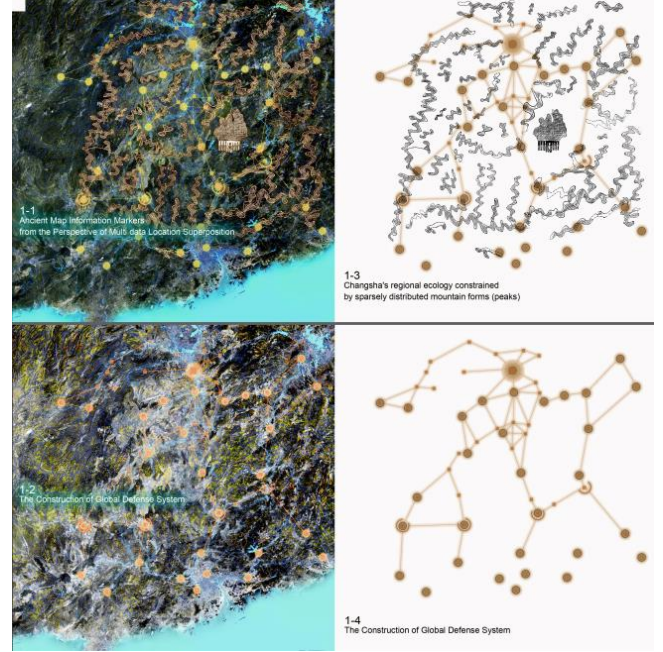 1-1
Ancient Map Information Markers
from the Perspective of Multi data Location Superposition
1-3
Changsha's regional ecology constrained
by sparsely distributed mountain forms (peaks)
1-2
The Construction of Global Defense System
1-4
The Construction of Global Defense System